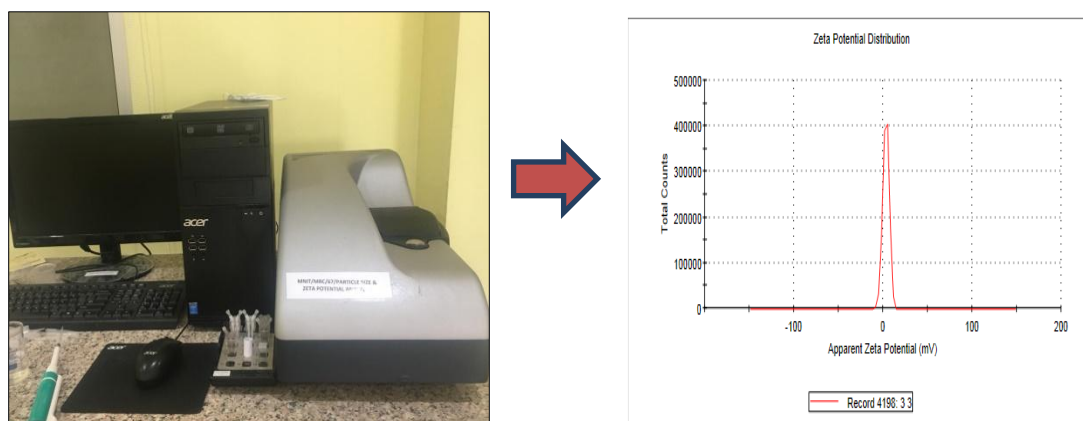 acer
acer
MNIT/MRC/87/PARTICLE SIZE &
ZETA POTENTIAL
acer
Zeta Potential Distribution
Total Counts
500000
400000
300000
200000
100000
0
-100
0
100
200
Apparent Zeta Potential (mV)
Record 4198: 3 3